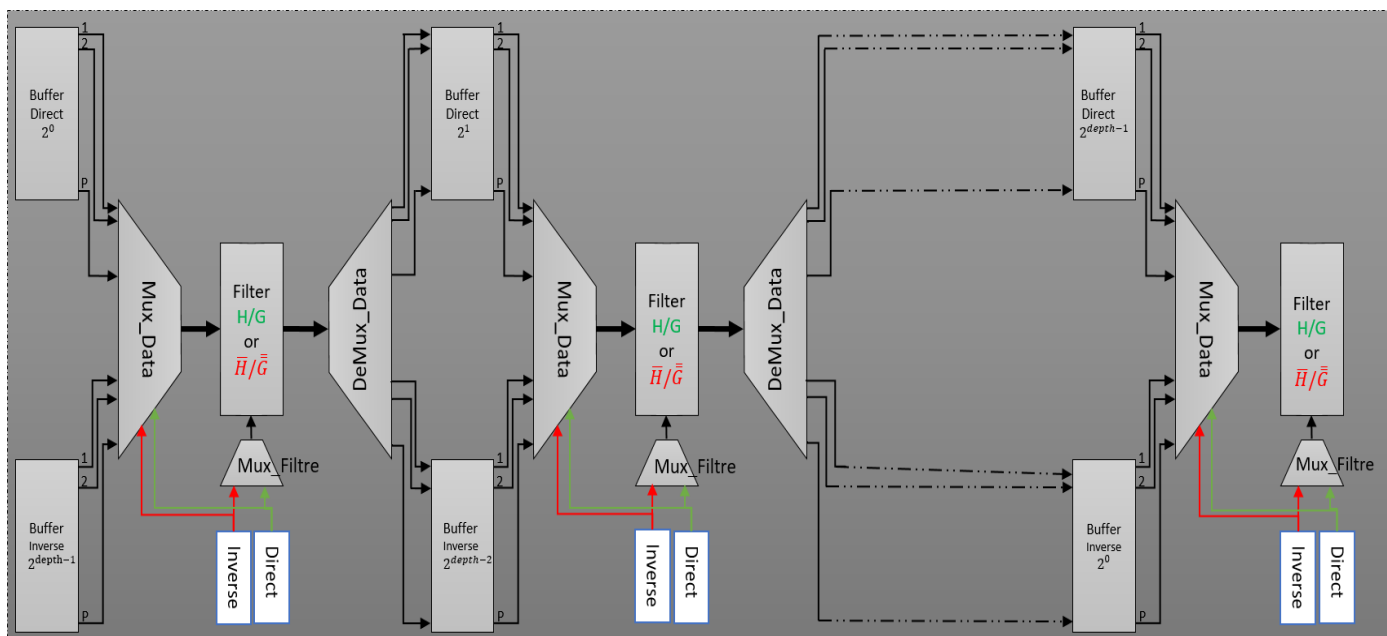 1
2
Buffer
Direct
2⁰
P
Mux_Data
Filter
H/G
or
H̅/G̿
Mux_Filtre
1
2
Buffer
Inverse
2^depth-1
P
Inverse
Direct
DeMux_Data
1
2
Buffer
Direct
2¹
P
Mux_Data
Filter
H/G
or
H̅/G̿
Mux_Filtre
1
2
Buffer
Inverse
2^depth-2
P
Inverse
Direct
DeMux_Data
1
2
Buffer
Direct
2^depth-1
P
Mux_Data
Filter
H/G
or
H̅/G̿
Mux_Filtre
1
2
Buffer
Inverse
2⁰
P
Inverse
Direct